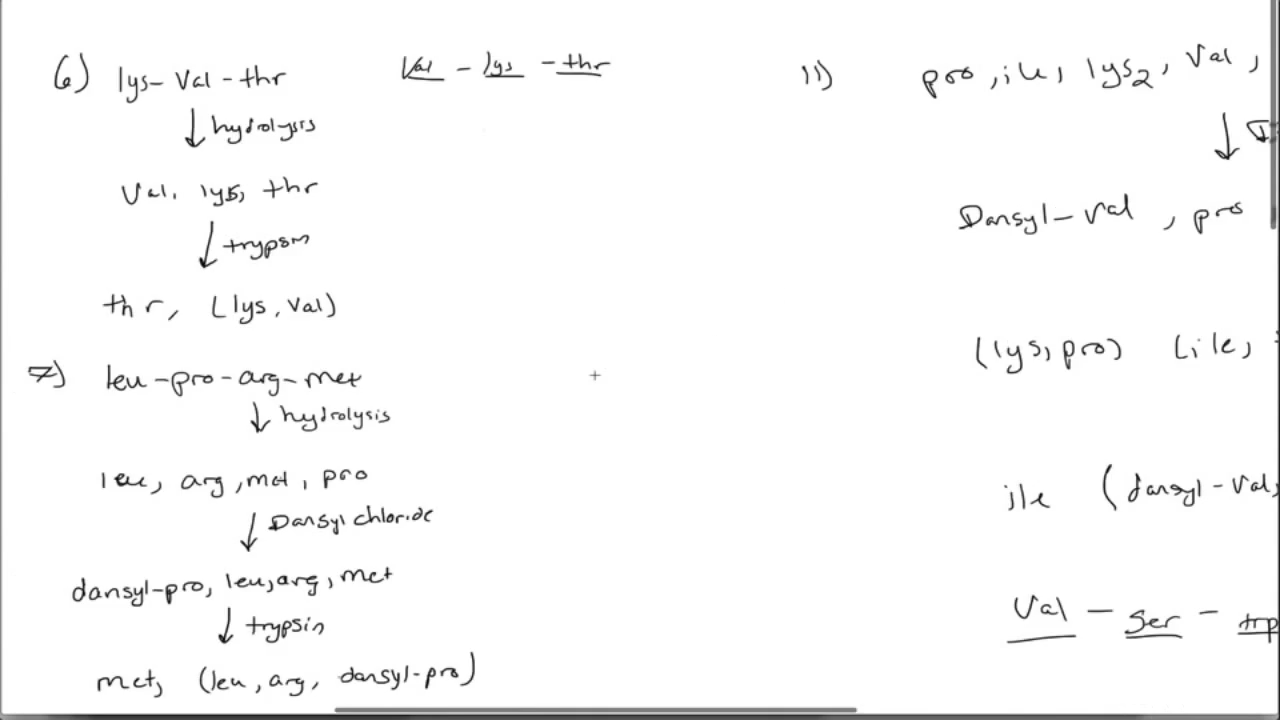 6) lys-Val-thr
Val - lys - thr
↓ hydrolysis
Val, lys, thr
↓ trypsin
thr, (lys, Val)
7) leu-pro-arg-met
↓ hydrolysis
leu, arg, met, pro
↓ Dansyl chloride
dansyl-pro, leu, arg, met
↓ trypsin
met, (leu, arg, dansyl-pro)
11) pro, ile, lys2, Val,
↓
Dansyl-Val, pro
(lys, pro) (ile,
ile (dansyl-Val,
Val - Ser - trp